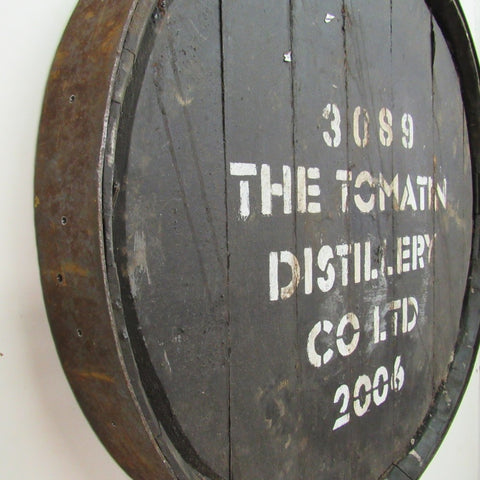 3089
THE TOMATIN
DISTILLERY
CO LTD
2006